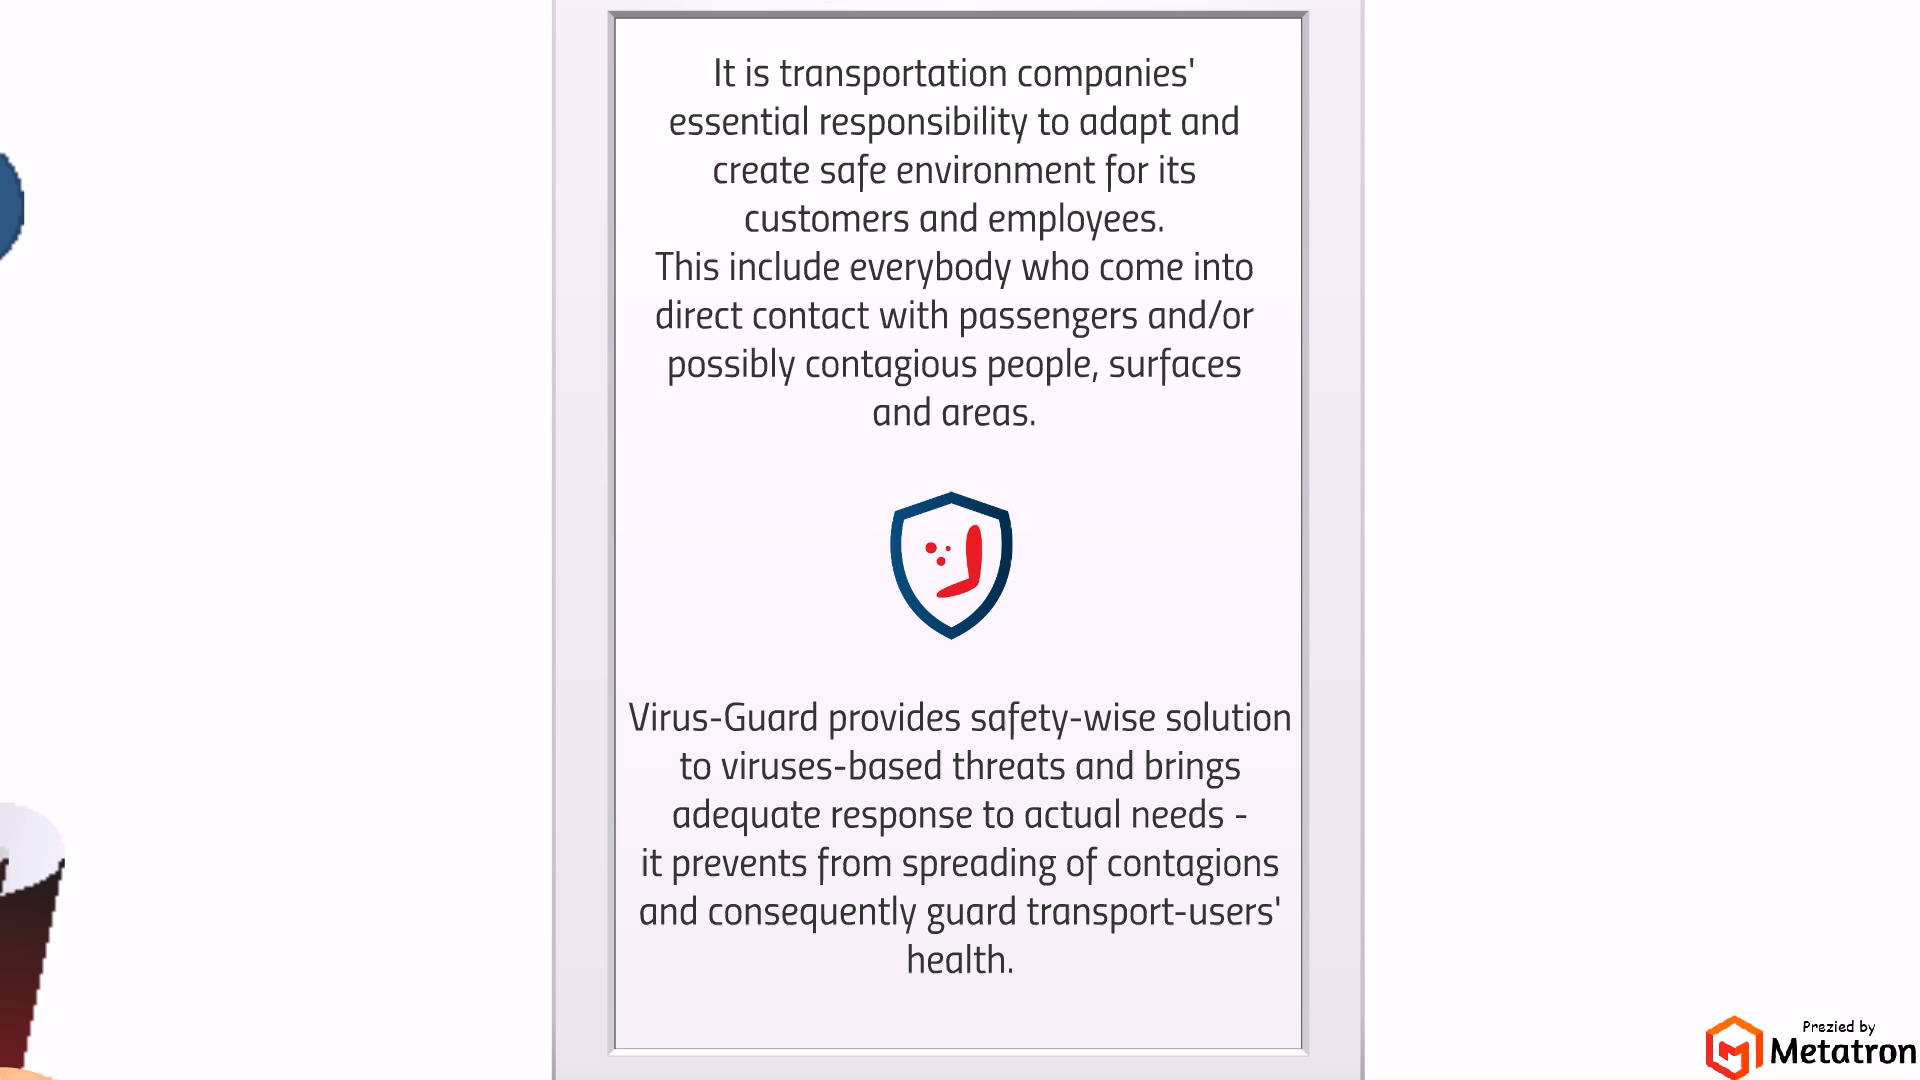 It is transportation companies'
essential responsibility to adapt and
create safe environment for its
customers and employees.
This include everybody who come into
direct contact with passengers and/or
possibly contagious people, surfaces
and areas.
Virus-Guard provides safety-wise solution
to viruses-based threats and brings
adequate response to actual needs -
it prevents from spreading of contagions
and consequently guard transport-users'
health.
Prezied by
Metatron